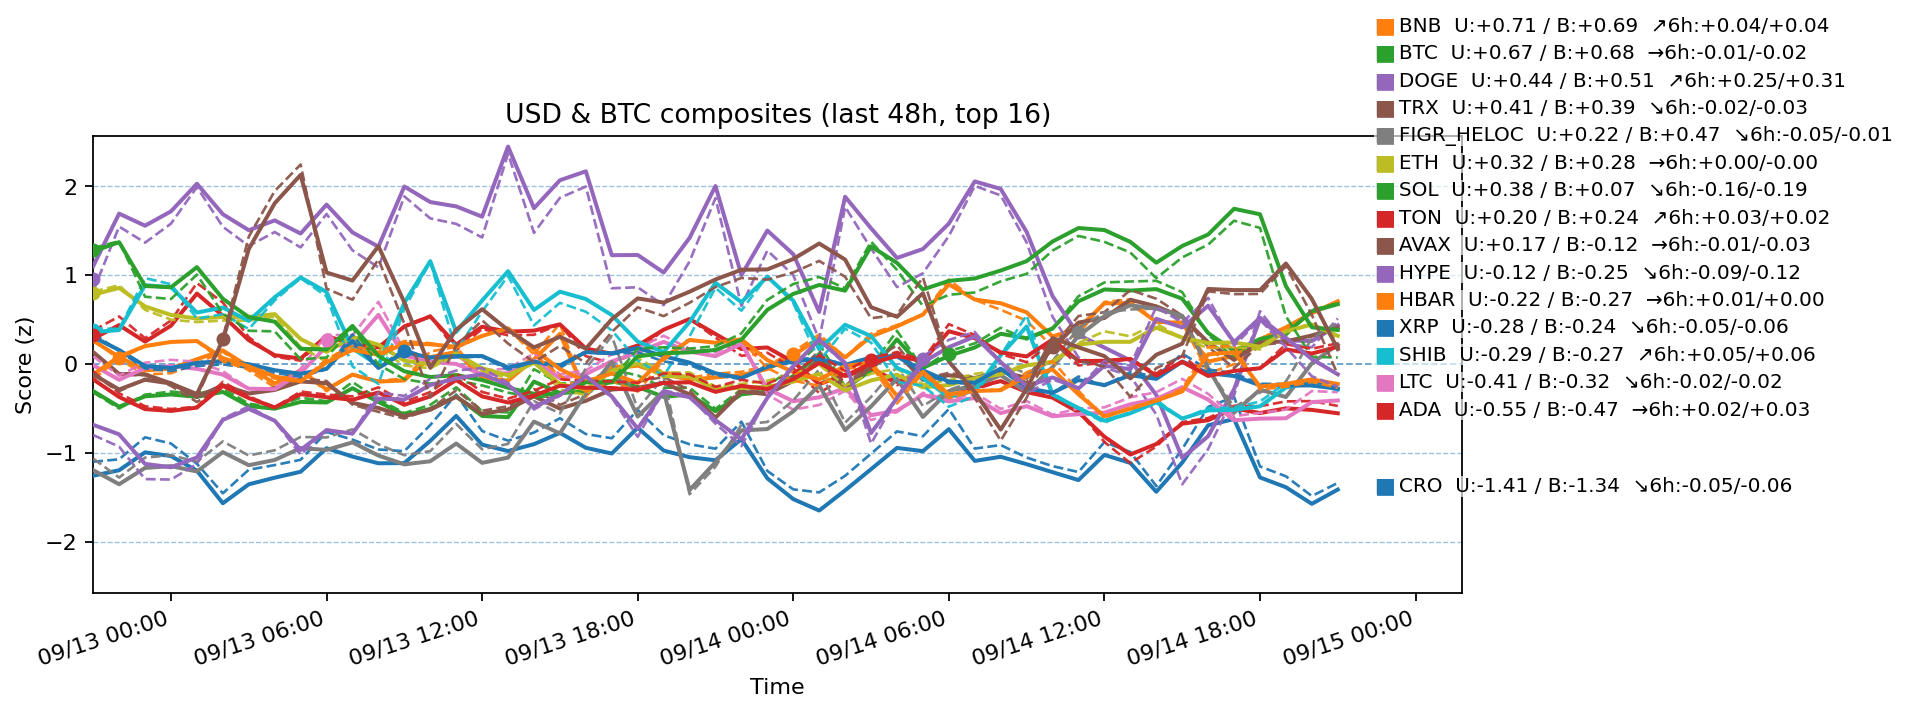 BNB  U:+0.71 / B:+0.69  ↗6h:+0.04/+0.04
BTC  U:+0.67 / B:+0.68  →6h:-0.01/-0.02
DOGE  U:+0.44 / B:+0.51  ↗6h:+0.25/+0.31
TRX  U:+0.41 / B:+0.39  ↘6h:-0.02/-0.03
FIGR_HELOC  U:+0.22 / B:+0.47  ↘6h:-0.05/-0.01
ETH  U:+0.32 / B:+0.28  →6h:+0.00/-0.00
SOL  U:+0.38 / B:+0.07  ↘6h:-0.16/-0.19
TON  U:+0.20 / B:+0.24  ↗6h:+0.03/+0.02
AVAX  U:+0.17 / B:-0.12  →6h:-0.01/-0.03
HYPE  U:-0.12 / B:-0.25  ↘6h:-0.09/-0.12
HBAR  U:-0.22 / B:-0.27  →6h:+0.01/+0.00
XRP  U:-0.28 / B:-0.24  ↘6h:-0.05/-0.06
SHIB  U:-0.29 / B:-0.27  ↗6h:+0.05/+0.06
LTC  U:-0.41 / B:-0.32  ↘6h:-0.02/-0.02
ADA  U:-0.55 / B:-0.47  →6h:+0.02/+0.03
CRO  U:-1.41 / B:-1.34  ↘6h:-0.05/-0.06
USD & BTC composites (last 48h, top 16)
Score (z)
2
1
0
−1
−2
09/13 00:00
09/13 06:00
09/13 12:00
09/13 18:00
09/14 00:00
09/14 06:00
09/14 12:00
09/14 18:00
09/15 00:00
Time